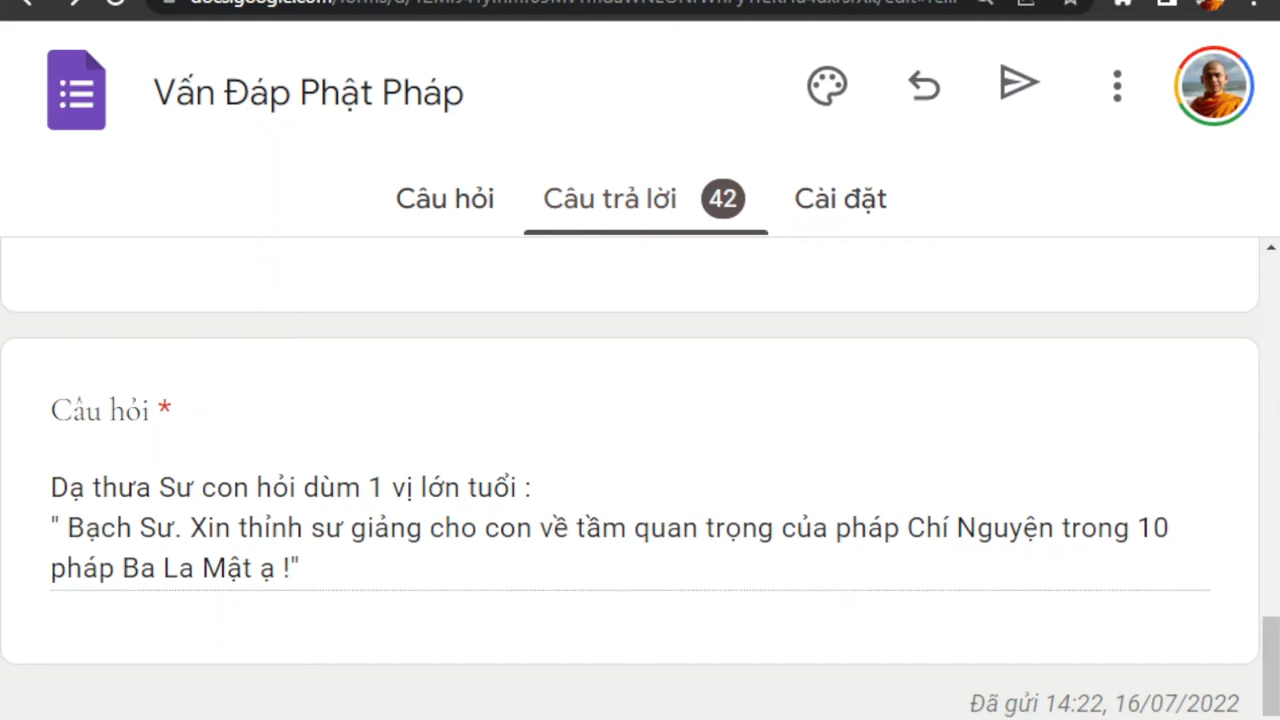 Vấn Đáp Phật Pháp
Câu hỏi
Câu trả lời 42
Cài đặt
Câu hỏi *
Dạ thưa Sư con hỏi dùm 1 vị lớn tuổi :
" Bạch Sư. Xin thỉnh sư giảng cho con về tầm quan trọng của pháp Chí Nguyện trong 10
pháp Ba La Mật ạ !"
Đã gửi 14:22, 16/07/2022